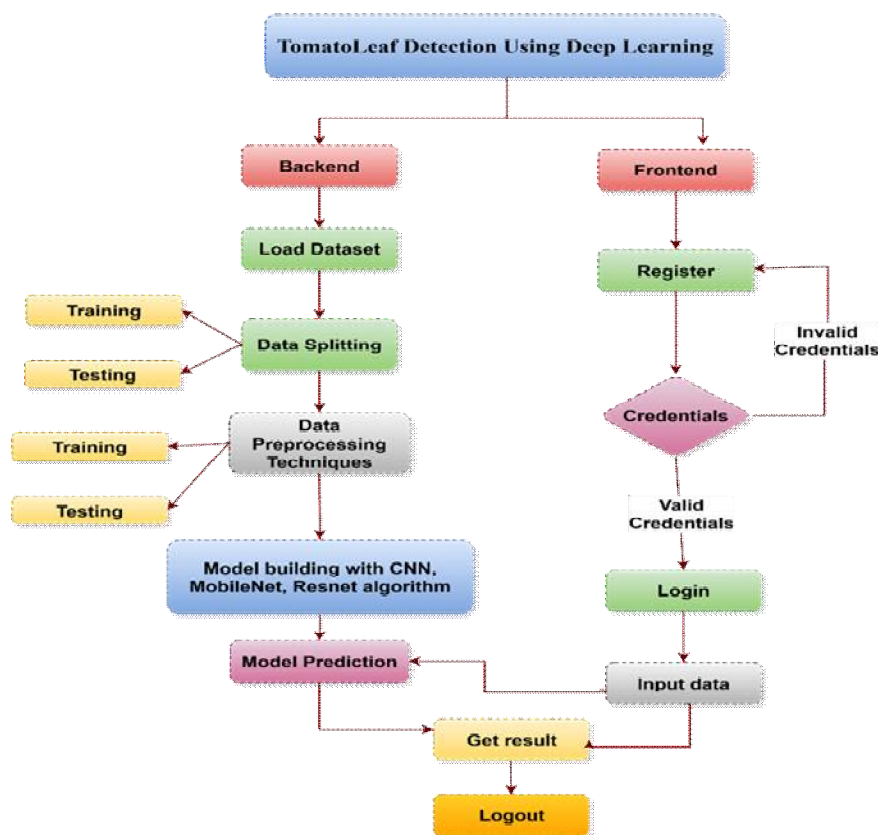 TomatoLeaf Detection Using Deep Learning
Backend
Frontend
Load Dataset
Register
Training
Invalid
Credentials
Data Splitting
Testing
Credentials
Data
Preprocessing
Techniques
Training
Testing
Valid
Credentials
Model building with CNN,
MobileNet, Resnet algorithm
Login
Model Prediction
Input data
Get result
Logout